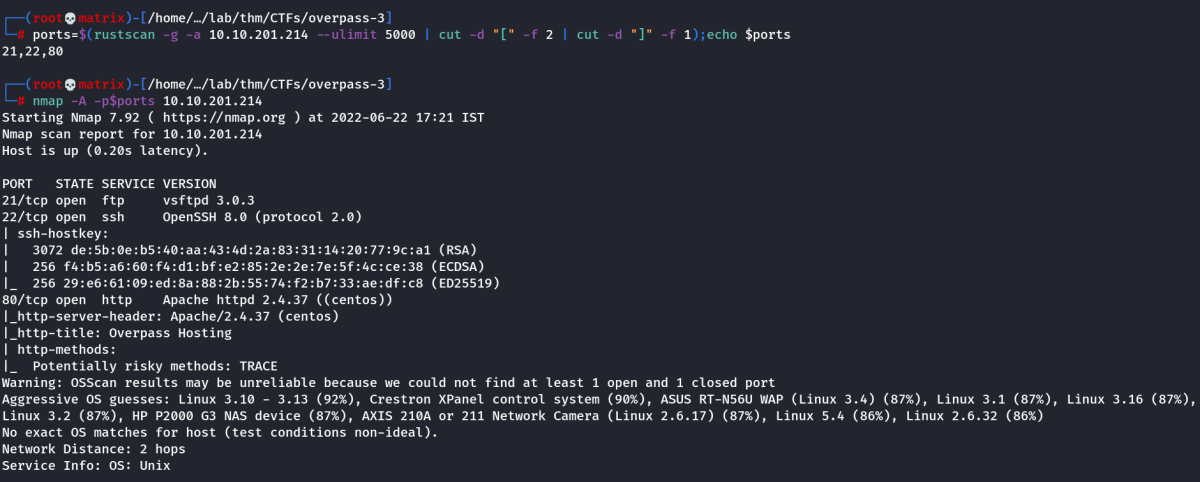 ┌──(root💀matrix)-[/home/…/lab/thm/CTFs/overpass-3]
└─# ports=$(rustscan -g -a 10.10.201.214 --ulimit 5000 | cut -d "[" -f 2 | cut -d "]" -f 1);echo $ports
21,22,80
┌──(root💀matrix)-[/home/…/lab/thm/CTFs/overpass-3]
└─# nmap -A -p$ports 10.10.201.214
Starting Nmap 7.92 ( https://nmap.org ) at 2022-06-22 17:21 IST
Nmap scan report for 10.10.201.214
Host is up (0.20s latency).
PORT   STATE SERVICE VERSION
21/tcp open  ftp     vsftpd 3.0.3
22/tcp open  ssh     OpenSSH 8.0 (protocol 2.0)
| ssh-hostkey:
|   3072 de:5b:0e:b5:40:aa:43:4d:2a:83:31:14:20:77:9c:a1 (RSA)
|   256 f4:b5:a6:60:f4:d1:bf:e2:85:2e:2e:7e:5f:4c:ce:38 (ECDSA)
|_  256 29:e6:61:09:ed:8a:88:2b:55:74:f2:b7:33:ae:df:c8 (ED25519)
80/tcp open  http    Apache httpd 2.4.37 ((centos))
|_http-server-header: Apache/2.4.37 (centos)
|_http-title: Overpass Hosting
| http-methods:
|_  Potentially risky methods: TRACE
Warning: OSScan results may be unreliable because we could not find at least 1 open and 1 closed port
Aggressive OS guesses: Linux 3.10 - 3.13 (92%), Crestron XPanel control system (90%), ASUS RT-N56U WAP (Linux 3.4) (87%), Linux 3.1 (87%), Linux 3.16 (87%),
Linux 3.2 (87%), HP P2000 G3 NAS device (87%), AXIS 210A or 211 Network Camera (Linux 2.6.17) (87%), Linux 5.4 (86%), Linux 2.6.32 (86%)
No exact OS matches for host (test conditions non-ideal).
Network Distance: 2 hops
Service Info: OS: Unix